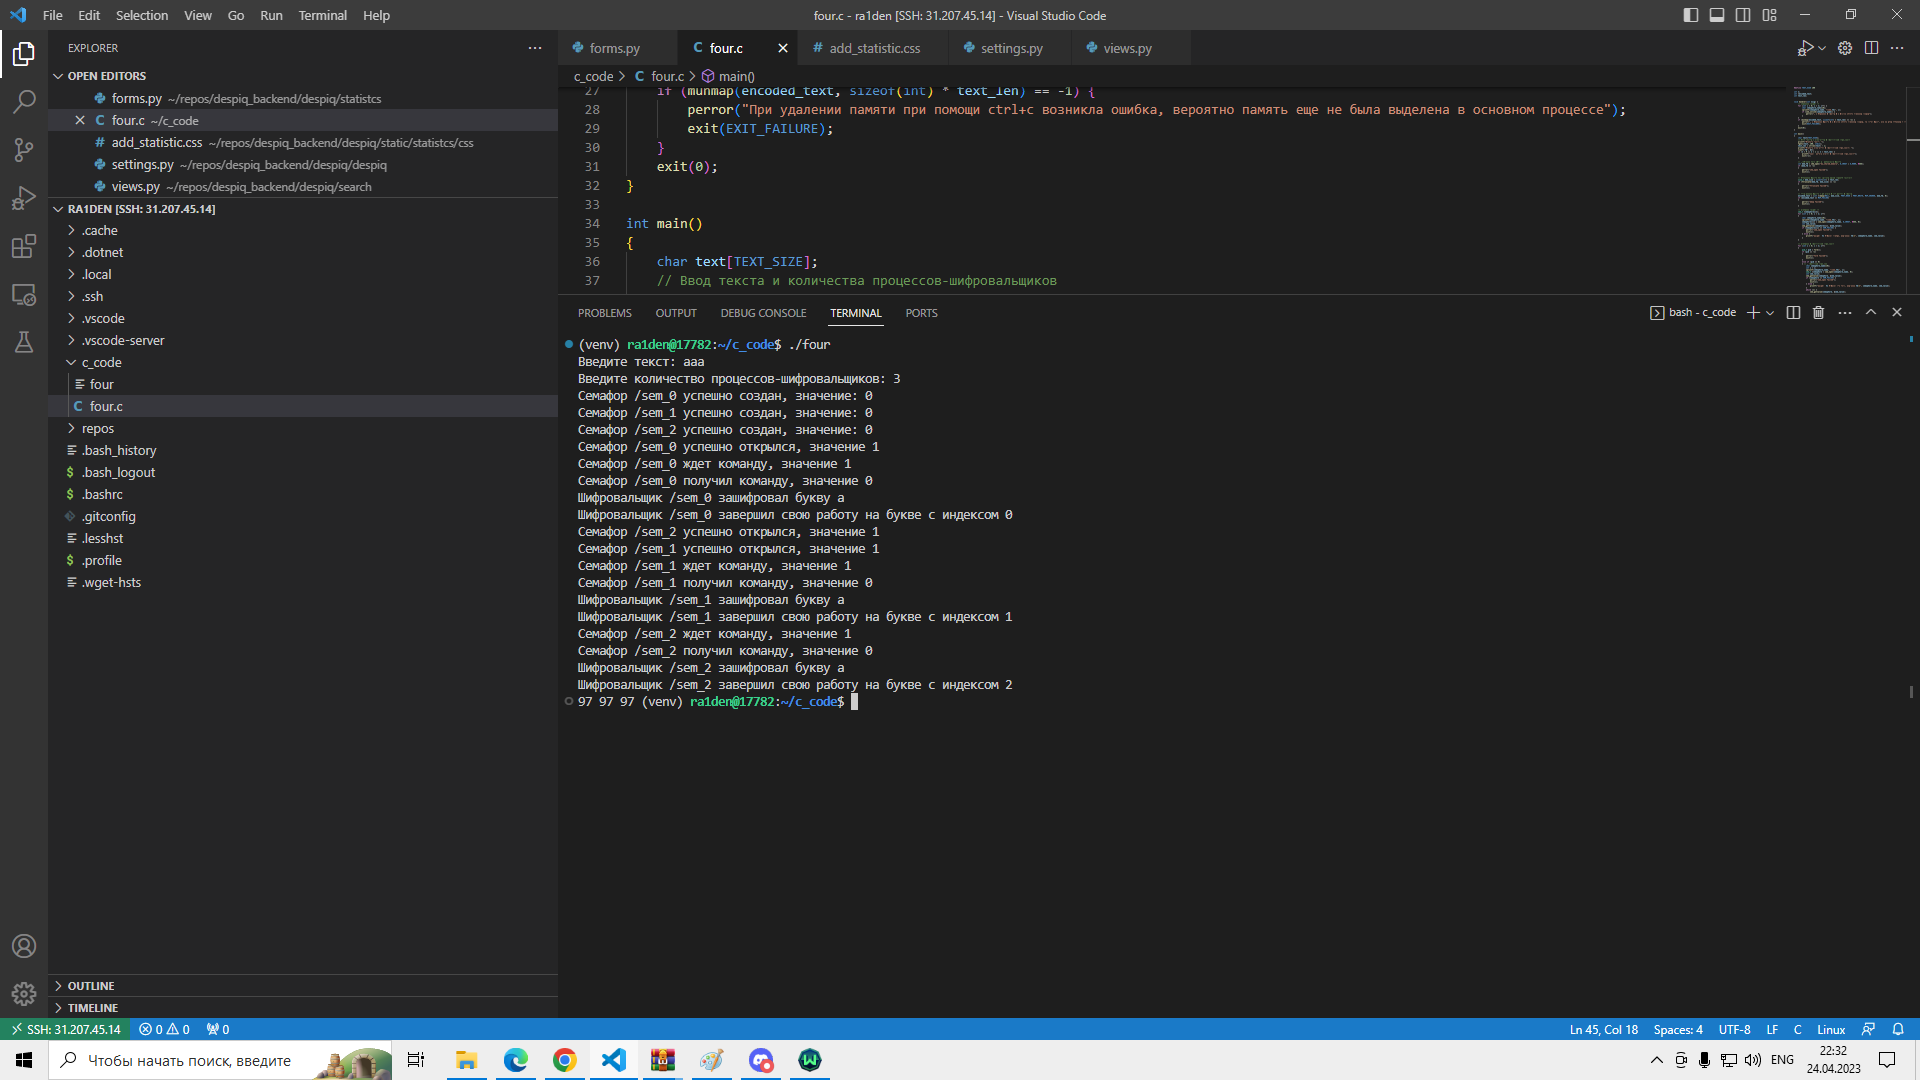 File Edit Selection View Go Run Terminal Help
four.c - ra1den [SSH: 31.207.45.14] - Visual Studio Code
EXPLORER
OPEN EDITORS
forms.py ~/repos/despiq_backend/despiq/statistcs
four.c ~/c_code
add_statistic.css ~/repos/despiq_backend/despiq/static/statistcs/css
settings.py ~/repos/despiq_backend/despiq/despiq
views.py ~/repos/despiq_backend/despiq/search
RA1DEN [SSH: 31.207.45.14]
.cache
.dotnet
.local
.ssh
.vscode
.vscode-server
c_code
four
four.c
repos
.bash_history
.bash_logout
.bashrc
.gitconfig
.lesshst
.profile
.wget-hsts
OUTLINE
TIMELINE
forms.py four.c add_statistic.css settings.py views.py
c_code > four.c > main()
27 if (munmap(encoded_text, sizeof(int) * text_len) == -1) {
28 perror("При удалении памяти при помощи ctrl+c возникла ошибка, вероятно память еще не была выделена в основном процессе");
29 exit(EXIT_FAILURE);
30 }
31 exit(0);
32 }
33
34 int main()
35 {
36 char text[TEXT_SIZE];
37 // Ввод текста и количества процессов-шифровальщиков
PROBLEMS OUTPUT DEBUG CONSOLE TERMINAL PORTS
bash - c_code
(venv) ra1den@17782:~/c_code$ ./four
Введите текст: aaa
Введите количество процессов-шифровальщиков: 3
Семафор /sem_0 успешно создан, значение: 0
Семафор /sem_1 успешно создан, значение: 0
Семафор /sem_2 успешно создан, значение: 0
Семафор /sem_0 успешно открылся, значение 1
Семафор /sem_0 ждет команду, значение 1
Семафор /sem_0 получил команду, значение 0
Шифровальщик /sem_0 зашифровал букву a
Шифровальщик /sem_0 завершил свою работу на букве с индексом 0
Семафор /sem_2 успешно открылся, значение 1
Семафор /sem_1 успешно открылся, значение 1
Семафор /sem_1 ждет команду, значение 1
Семафор /sem_1 получил команду, значение 0
Шифровальщик /sem_1 зашифровал букву a
Шифровальщик /sem_1 завершил свою работу на букве с индексом 1
Семафор /sem_2 ждет команду, значение 1
Семафор /sem_2 получил команду, значение 0
Шифровальщик /sem_2 зашифровал букву a
Шифровальщик /sem_2 завершил свою работу на букве с индексом 2
97 97 97 (venv) ra1den@17782:~/c_code$
SSH: 31.207.45.14 0 0 0
Ln 45, Col 18 Spaces: 4 UTF-8 LF C Linux
Чтобы начать поиск, введите
ENG
22:32
24.04.2023